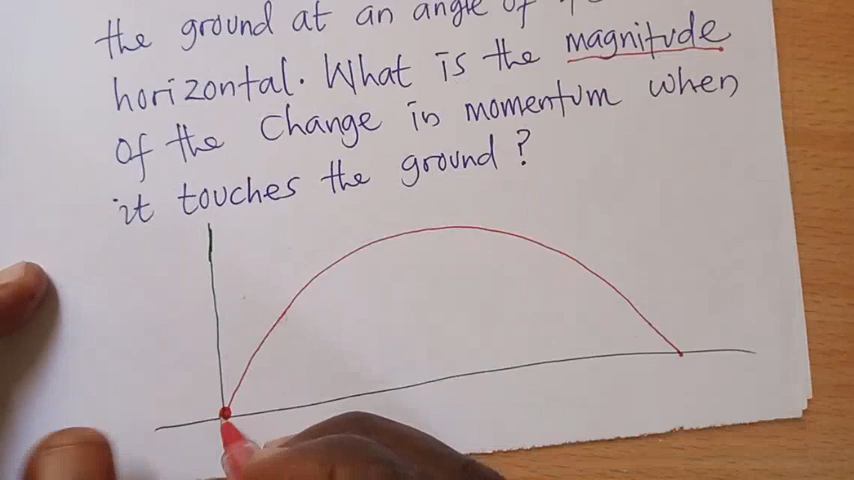 the ground at an angle of
horizontal. What is the magnitude
of the change in momentum when
it touches the ground?